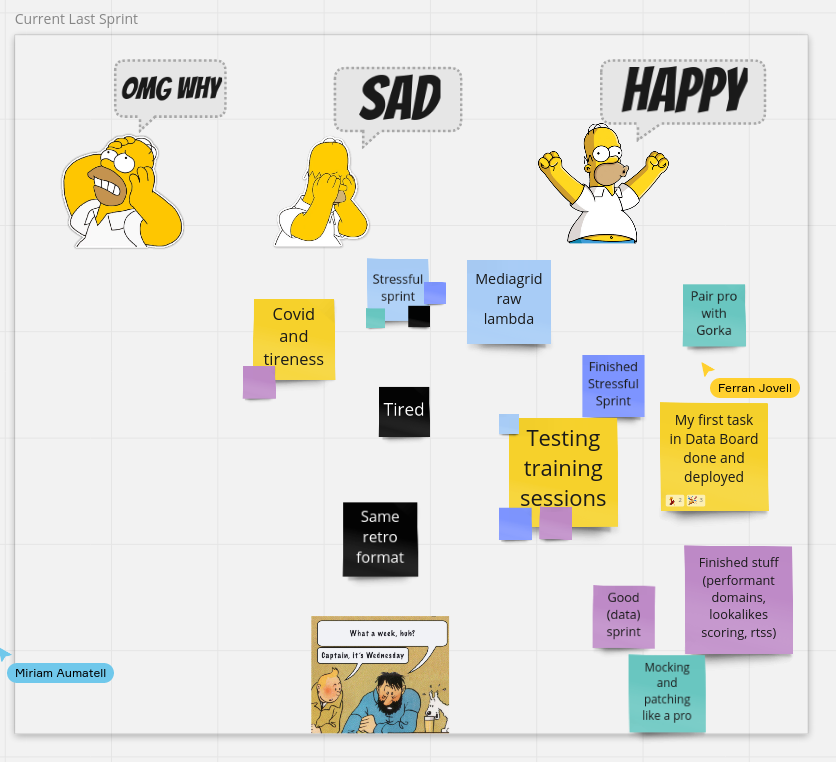 Current Last Sprint
OMG WHY
SAD
HAPPY
Stressful
sprint
Mediagrid
raw
lambda
Covid
and
tireness
Pair pro
with
Gorka
Ferran Jovell
Finished
Stressful
Sprint
Tired
My first task
in Data Board
done and
deployed
2
3
Testing
training
sessions
Same
retro
format
Finished stuff
(performant
domains,
lookalikes
scoring, rtss)
Good
(data)
sprint
What a week, huh?
Captain, it's Wednesday
Miriam Aumatell
Mocking
and
patching
like a pro